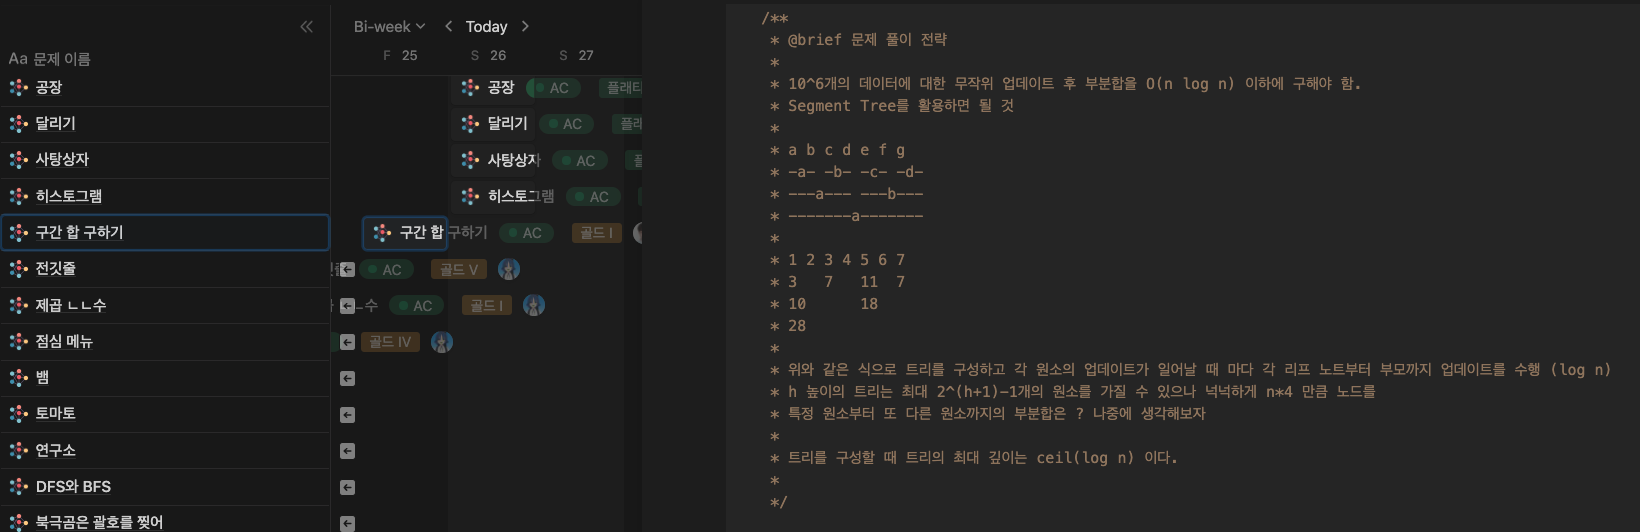 Bi-week
Today
F 25
S 26
S 27
Aa 문제 이름
공장
달리기
사탕상자
히스토그램
구간 합 구하기
전깃줄
제곱 ㄴㄴ수
점심 메뉴
뱀
토마토
연구소
DFS와 BFS
북극곰은 괄호를 찢어
공장 AC 플래티
달리기 AC 플래
사탕상자 AC
히스토그램 AC
구간 합 구하기 AC 골드 I
AC 골드 V
ㄴ수 AC 골드 I
골드 IV
/**
* @brief 문제 풀이 전략
*
* 10^6개의 데이터에 대한 무작위 업데이트 후 부분합을 O(n log n) 이하에 구해야 함.
* Segment Tree를 활용하면 될 것
*
* a b c d e f g
* -a- -b- -c- -d-
* ---a--- ---b---
* -------a-------
*
* 1 2 3 4 5 6 7
* 3   7   11  7
* 10      18
* 28
*
* 위와 같은 식으로 트리를 구성하고 각 원소의 업데이트가 일어날 때 마다 각 리프 노트부터 부모까지 업데이트를 수행 (log n)
* h 높이의 트리는 최대 2^(h+1)-1개의 원소를 가질 수 있으나 넉넉하게 n*4 만큼 노드를
* 특정 원소부터 또 다른 원소까지의 부분합은 ? 나중에 생각해보자
*
* 트리를 구성할 때 트리의 최대 깊이는 ceil(log n) 이다.
*
*/